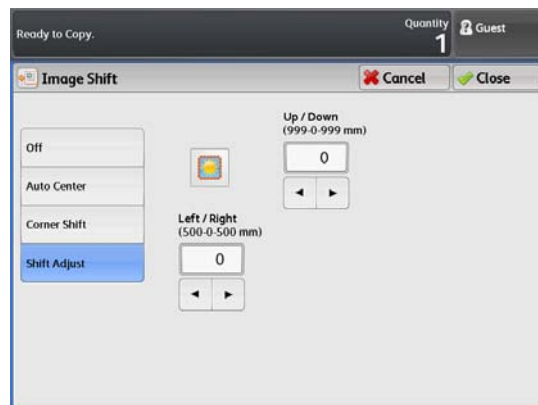 Ready to Copy.
Quantity
1
Guest
Image Shift
Cancel
Close
Off
Auto Center
Corner Shift
Shift Adjust
Up / Down
(999-0-999 mm)
0
Left / Right
(500-0-500 mm)
0